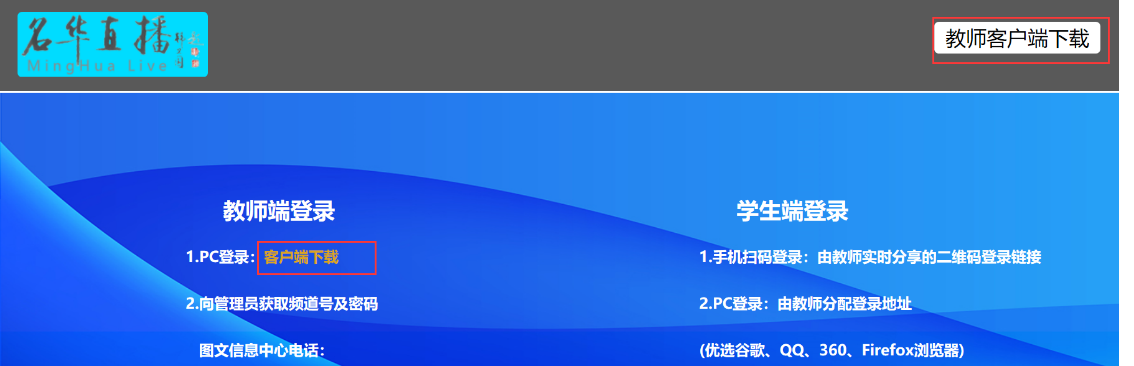 名华直播
MingHua Live
教师客户端下载
教师端登录
1.PC登录：客户端下载
2.向管理员获取频道号及密码
图文信息中心电话：
学生端登录
1.手机扫码登录：由教师实时分享的二维码登录链接
2.PC登录：由教师分配登录地址
(优选谷歌、QQ、360、Firefox浏览器)